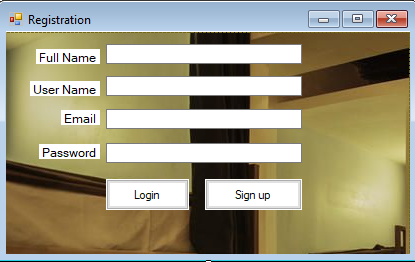 Registration
Full Name
User Name
Email
Password
Login Sign up